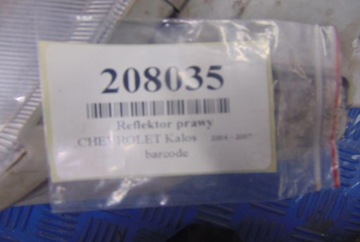 208035
Reflektor prawy
CHEVROLET Kalos 2004 - 2007
barcode